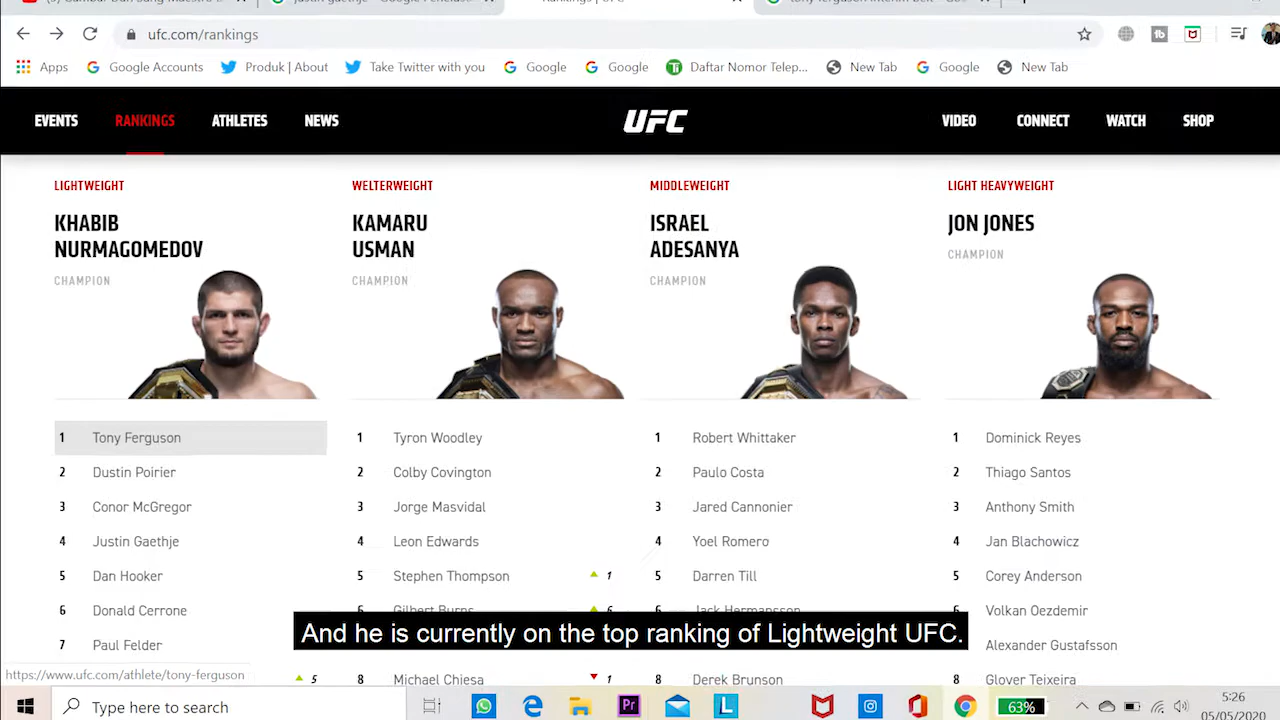 ufc.com/rankings
Apps Google Accounts Produk | About Take Twitter with you Google Google Daftar Nomor Telep... New Tab Google New Tab
EVENTS RANKINGS ATHLETES NEWS UFC VIDEO CONNECT WATCH SHOP
LIGHTWEIGHT
KHABIB
NURMAGOMEDOV
CHAMPION
1 Tony Ferguson
2 Dustin Poirier
3 Conor McGregor
4 Justin Gaethje
5 Dan Hooker
6 Donald Cerrone
7 Paul Felder
5
WELTERWEIGHT
KAMARU
USMAN
CHAMPION
1 Tyron Woodley
2 Colby Covington
3 Jorge Masvidal
4 Leon Edwards
5 Stephen Thompson 1
6 Gilbert Burns 6
8 Michael Chiesa 1
MIDDLEWEIGHT
ISRAEL
ADESANYA
CHAMPION
1 Robert Whittaker
2 Paulo Costa
3 Jared Cannonier
4 Yoel Romero
5 Darren Till
6 Jack Hermansson
8 Derek Brunson
LIGHT HEAVYWEIGHT
JON JONES
CHAMPION
1 Dominick Reyes
2 Thiago Santos
3 Anthony Smith
4 Jan Blachowicz
5 Corey Anderson
6 Volkan Oezdemir
Alexander Gustafsson
8 Glover Teixeira
And he is currently on the top ranking of Lightweight UFC.
https://www.ufc.com/athlete/tony-ferguson
Type here to search
63%
5:26
05/05/2020